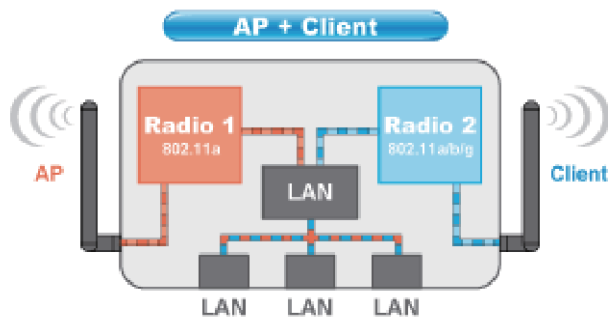 AP + Client
Radio 1
802.11a
Radio 2
802.11a/b/g
AP
Client
LAN
LAN
LAN
LAN